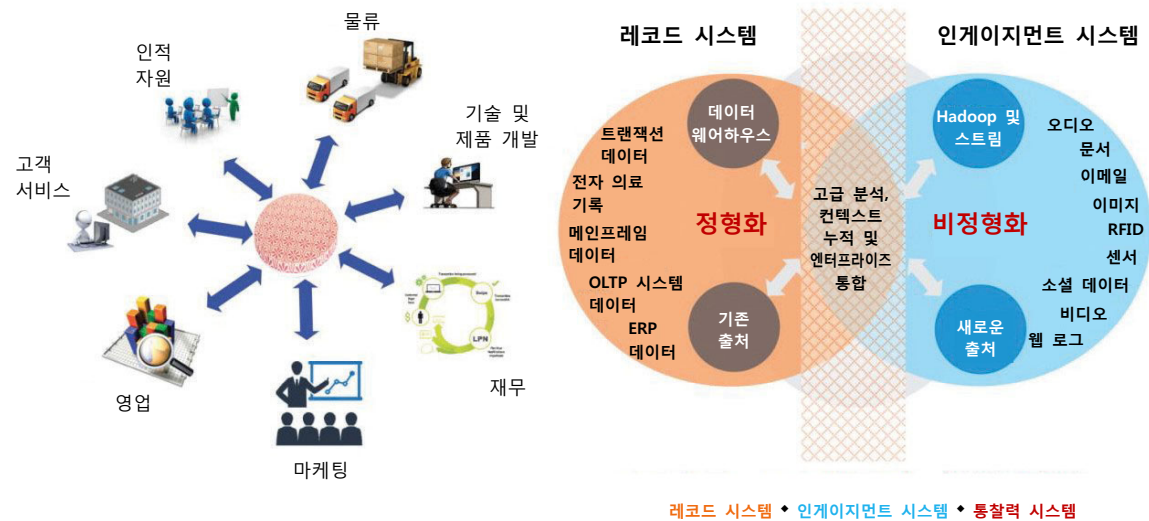 물류
인적
자원
기술 및
제품 개발
고객
서비스
영업
마케팅
재무
LPN
레코드 시스템
인게이지먼트 시스템
데이터
웨어하우스
Hadoop 및
스트림
트랜잭션
데이터
전자 의료
기록
메인프레임
데이터
OLTP 시스템
데이터
ERP
데이터
정형화
기존
출처
고급 분석,
컨텍스트
누적 및
엔터프라이즈
통합
비정형화
새로운
출처
오디오
문서
이메일
이미지
RFID
센서
소셜 데이터
비디오
웹 로그
레코드 시스템 ◆ 인게이지먼트 시스템 ◆ 통찰력 시스템